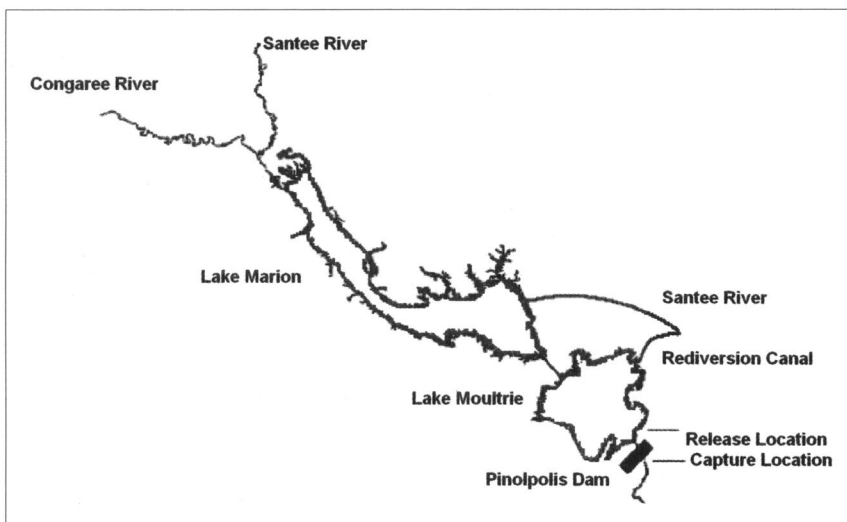 Santee River
Congaree River
Lake Marion
Santee River
Rediversion Canal
Lake Moultrie
Release Location
Capture Location
Pinolpolis Dam